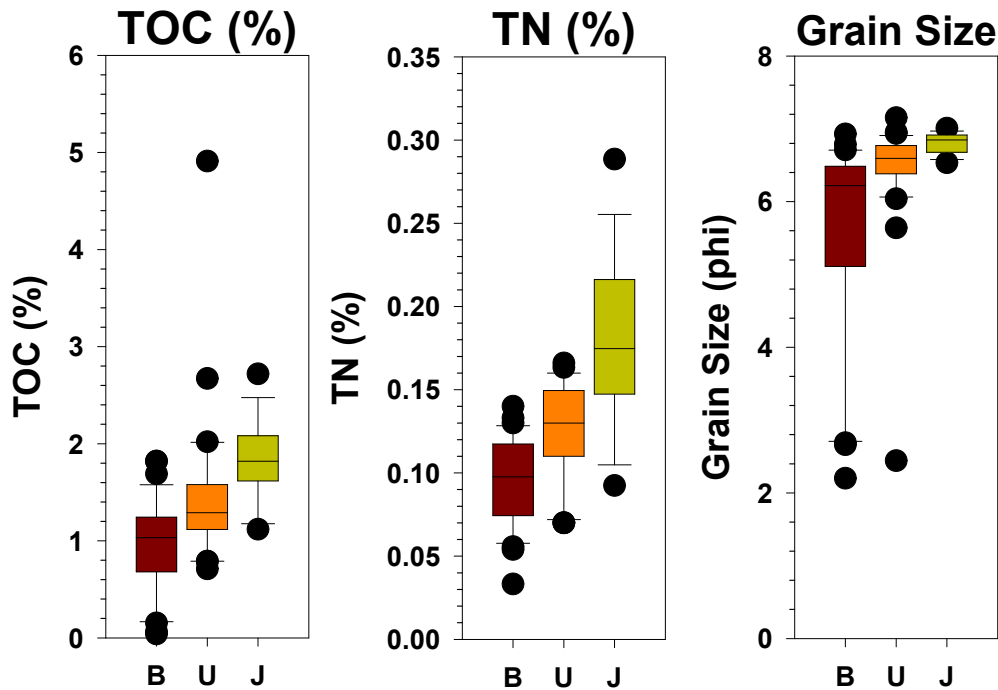 TOC (%)
TOC (%)
6
5
4
3
2
1
0
B U J
TN (%)
TN (%)
0.35
0.30
0.25
0.20
0.15
0.10
0.05
0.00
B U J
Grain Size
Grain Size (phi)
8
6
4
2
0
B U J